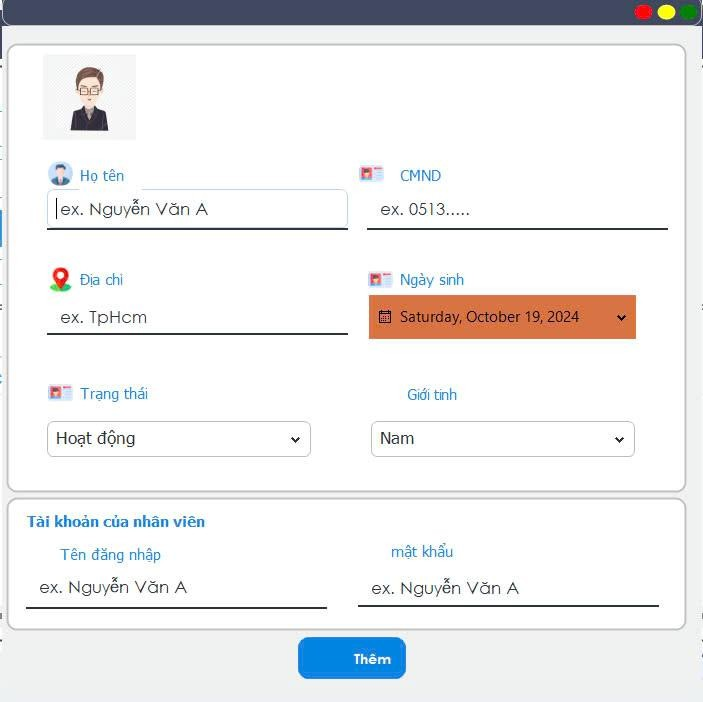 Họ tên
CMND
ex. Nguyễn Văn A
ex. 0513.....
Địa chỉ
Ngày sinh
ex. TpHcm
Saturday, October 19, 2024
Trạng thái
Giới tính
Hoạt động
Nam
Tài khoản của nhân viên
Tên đăng nhập
mật khẩu
ex. Nguyễn Văn A
ex. Nguyễn Văn A
Thêm